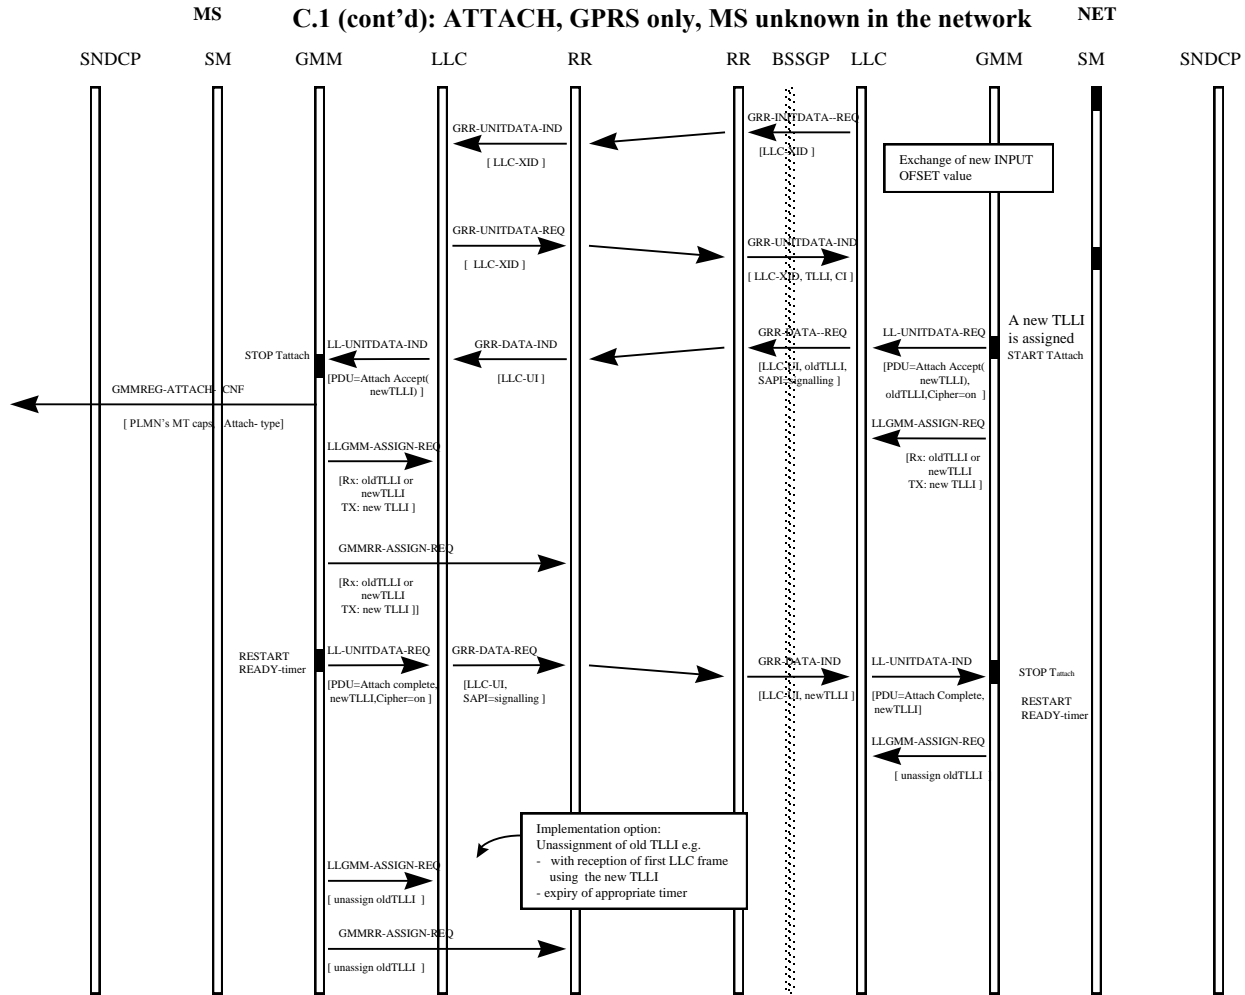 MS
C.1 (cont’d): ATTACH, GPRS only, MS unknown in the network
NET
SNDCP SM GMM LLC RR RR BSSGP LLC GMM SM SNDCP
GRR-UNITDATA-IND
[ LLC-XID ]
GRR-INITDATA--REQ
[LLC-XID ]
Exchange of new INPUT
OFSET value
GRR-UNITDATA-REQ
[ LLC-XID ]
GRR-UNITDATA-IND
[ LLC-XID, TLLI, CI ]
A new TLLI
is assigned
START TAttach
LL-UNITDATA-REQ
[PDU=Attach Accept(
newTLLI),
oldTLLI,Cipher=on ]
GRR-DATA--REQ
[LLC-UI, oldTLLI,
SAPI=signalling ]
GRR-DATA-IND
[LLC-UI ]
LL-UNITDATA-IND
[PDU=Attach Accept(
newTLLI) ]
STOP Tattach
GMMREG-ATTACH- CNF
[ PLMN’s MT caps, Attach- type]
LLGMM-ASSIGN-REQ
[Rx: oldTLLI or
newTLLI
TX: new TLLI ]
LLGMM-ASSIGN-REQ
[Rx: oldTLLI or
newTLLI
TX: new TLLI ]
GMMRR-ASSIGN-REQ
[Rx: oldTLLI or
newTLLI
TX: new TLLI ]]
RESTART
READY-timer
LL-UNITDATA-REQ
[PDU=Attach complete,
newTLLI,Cipher=on ]
GRR-DATA-REQ
[LLC-UI,
SAPI=signalling ]
GRR-DATA-IND
[LLC-UI, newTLLI ]
LL-UNITDATA-IND
[PDU=Attach Complete,
newTLLI]
STOP Tattach
RESTART
READY-timer
LLGMM-ASSIGN-REQ
[ unassign oldTLLI
Implementation option:
Unassignment of old TLLI e.g.
- with reception of first LLC frame
using the new TLLI
- expiry of appropriate timer
LLGMM-ASSIGN-REQ
[ unassign oldTLLI ]
GMMRR-ASSIGN-REQ
[ unassign oldTLLI ]